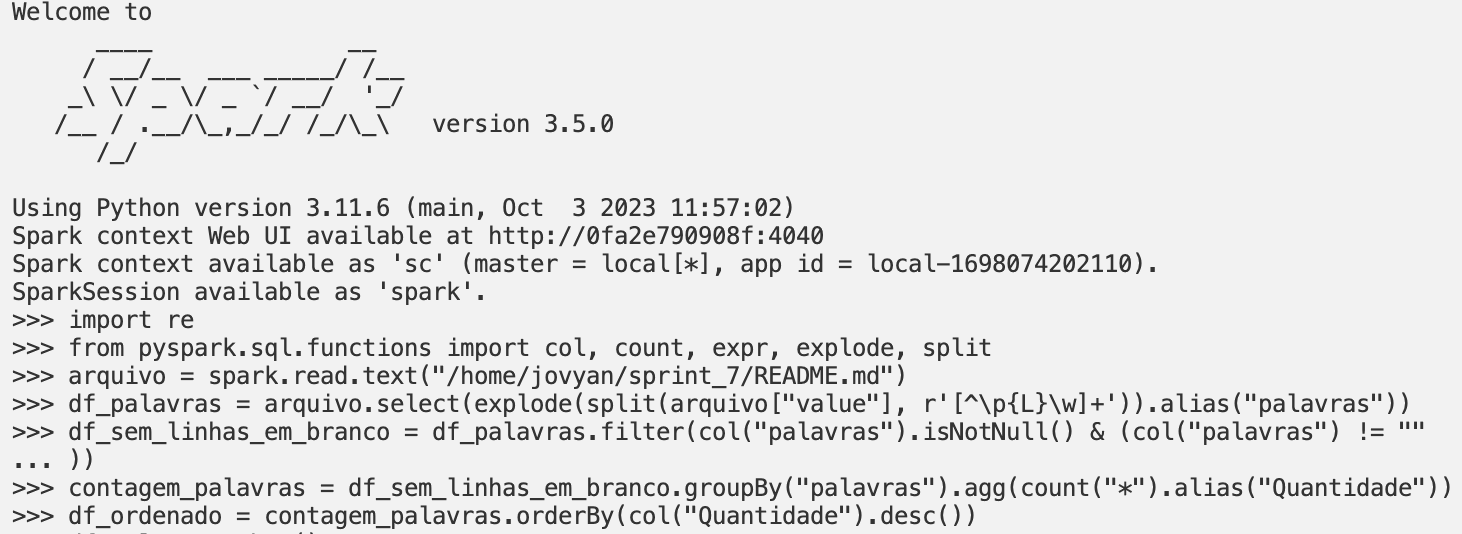 Welcome to
      ____              __
     / __/__  ___ _____/ /__
    _\ \/ _ \/ _ `/ __/  '_/
   /__ / .__/\_,_/_/ /_/\_\   version 3.5.0
      /_/
Using Python version 3.11.6 (main, Oct  3 2023 11:57:02)
Spark context Web UI available at http://0fa2e790908f:4040
Spark context available as 'sc' (master = local[*], app id = local-1698074202110).
SparkSession available as 'spark'.
>>> import re
>>> from pyspark.sql.functions import col, count, expr, explode, split
>>> arquivo = spark.read.text("/home/jovyan/sprint_7/README.md")
>>> df_palavras = arquivo.select(explode(split(arquivo["value"], r'[^\p{L}\w]+')).alias("palavras"))
>>> df_sem_linhas_em_branco = df_palavras.filter(col("palavras").isNotNull() & (col("palavras") != ""
... ))
>>> contagem_palavras = df_sem_linhas_em_branco.groupBy("palavras").agg(count("*").alias("Quantidade"))
>>> df_ordenado = contagem_palavras.orderBy(col("Quantidade").desc())